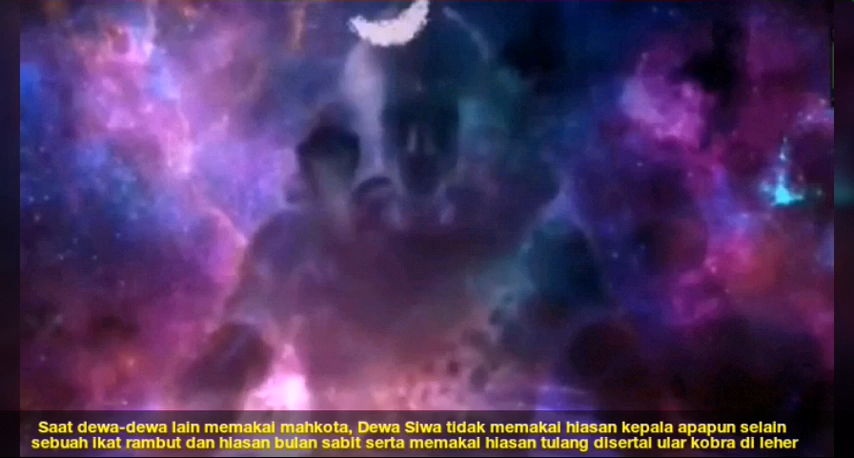 Saat dewa-dewa lain memakai mahkota, Dewa Siwa tidak memakai hiasan kepala apapun selain
sebuah ikat rambut dan hiasan bulan sabit serta memakai hiasan tulang disertai ular kobra di leher